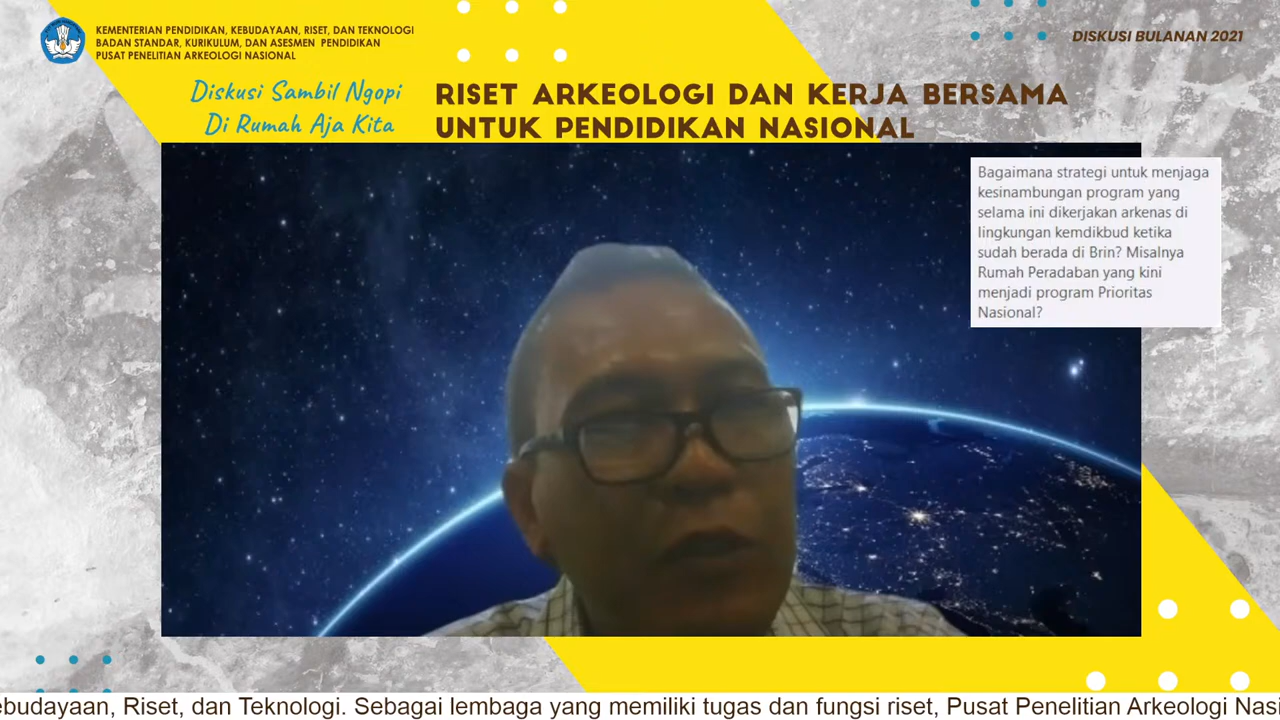 KEMENTERIAN PENDIDIKAN, KEBUDAYAAN, RISET, DAN TEKNOLOGI
BADAN STANDAR, KURIKULUM, DAN ASESMEN PENDIDIKAN
PUSAT PENELITIAN ARKEOLOGI NASIONAL
DISKUSI BULANAN 2021
Diskusi Sambil Ngopi
Di Rumah Aja Kita
RISET ARKEOLOGI DAN KERJA BERSAMA
UNTUK PENDIDIKAN NASIONAL
Bagaimana strategi untuk menjaga
kesinambungan program yang
selama ini dikerjakan arkenas di
lingkungan kemdikbud ketika
sudah berada di Brin? Misalnya
Rumah Peradaban yang kini
menjadi program Prioritas
Nasional?
ebudayaan, Riset, dan Teknologi. Sebagai lembaga yang memiliki tugas dan fungsi riset, Pusat Penelitian Arkeologi Nasi